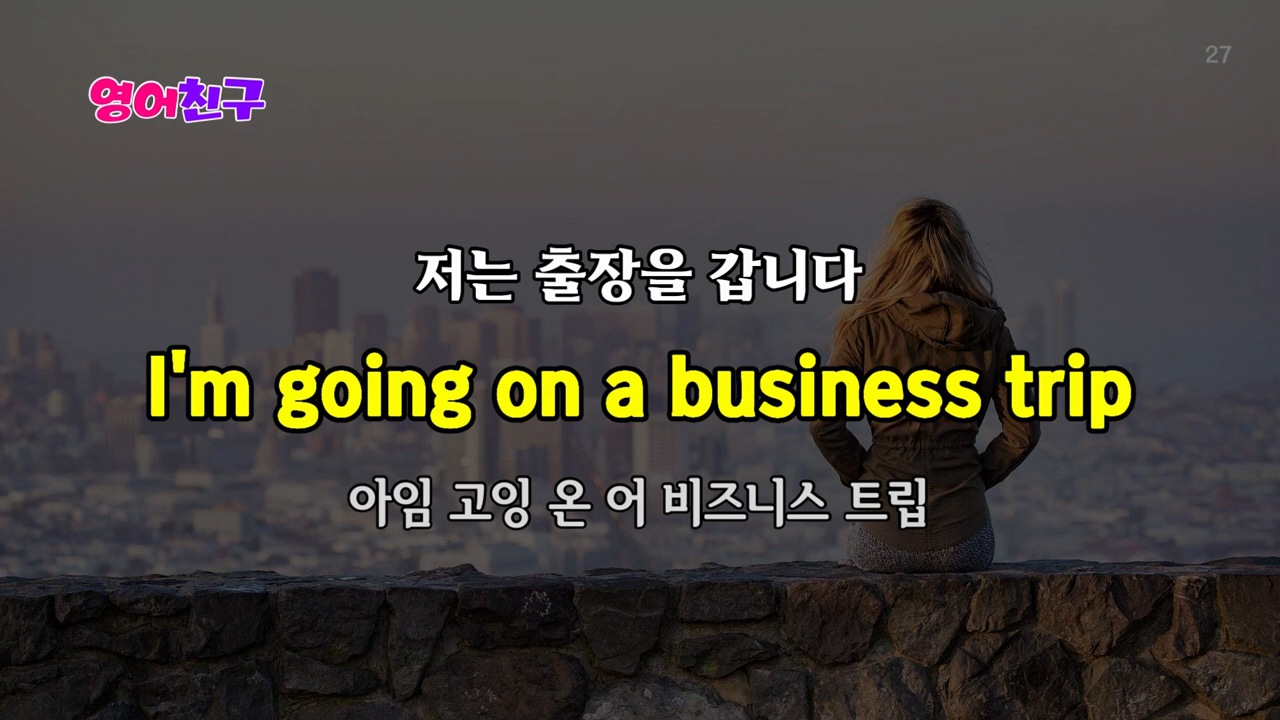 27
영어친구
저는 출장을 갑니다
I'm going on a business trip
아임 고잉 온 어 비즈니스 트립